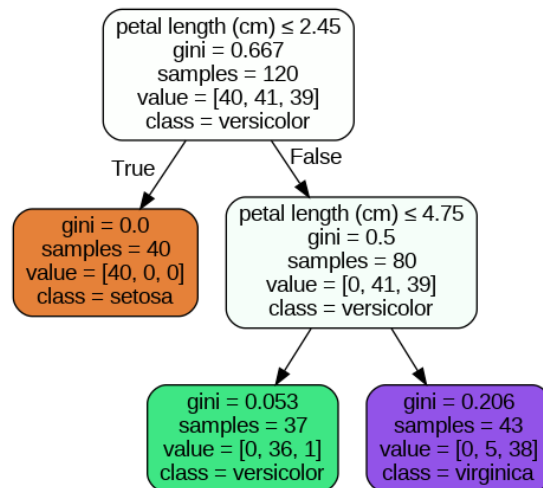 petal length (cm) ≤ 2.45
gini = 0.667
samples = 120
value = [40, 41, 39]
class = versicolor
True
False
gini = 0.0
samples = 40
value = [40, 0, 0]
class = setosa
petal length (cm) ≤ 4.75
gini = 0.5
samples = 80
value = [0, 41, 39]
class = versicolor
gini = 0.053
samples = 37
value = [0, 36, 1]
class = versicolor
gini = 0.206
samples = 43
value = [0, 5, 38]
class = virginica